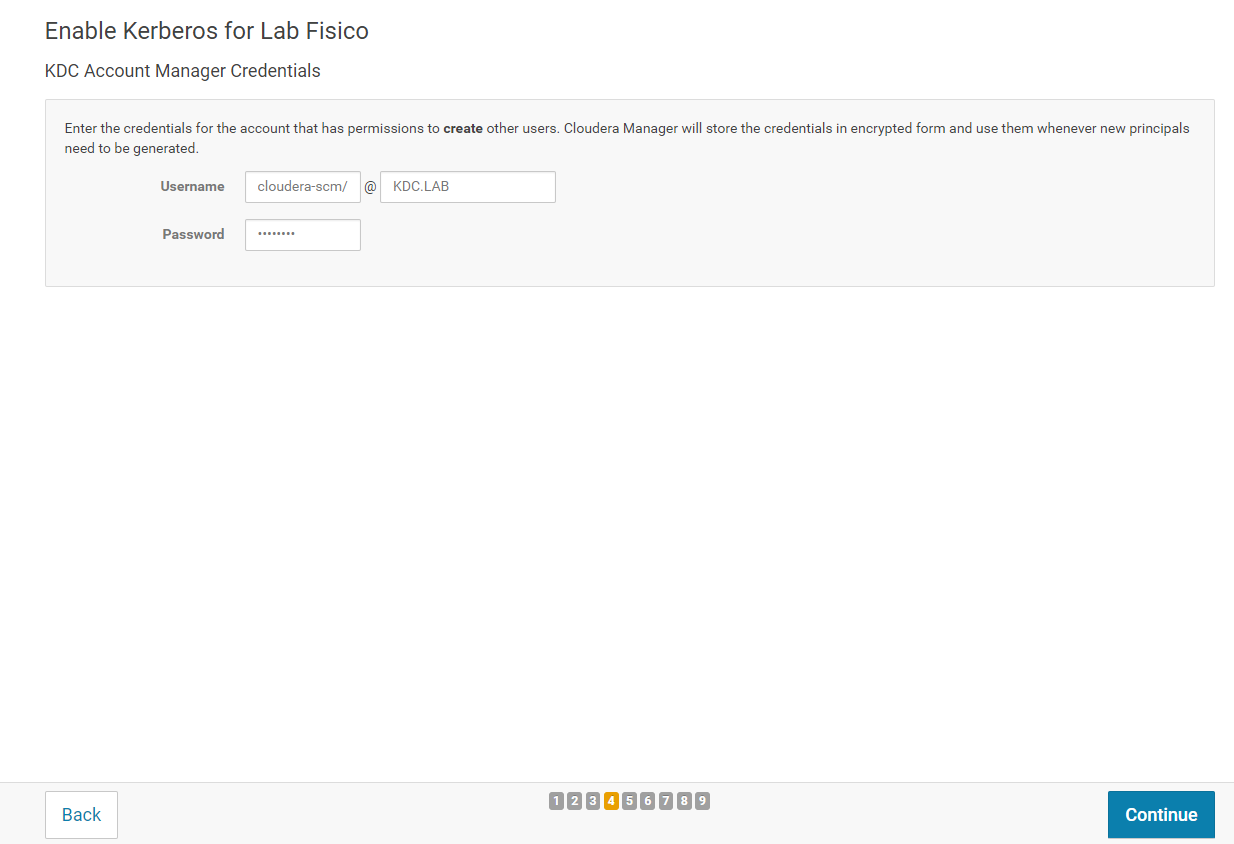 Enable Kerberos for Lab Fisico
KDC Account Manager Credentials
Enter the credentials for the account that has permissions to create other users. Cloudera Manager will store the credentials in encrypted form and use them whenever new principals
need to be generated.
Username cloudera-scm/ @ KDC.LAB
Password ••••••••
Back 1 2 3 4 5 6 7 8 9 Continue